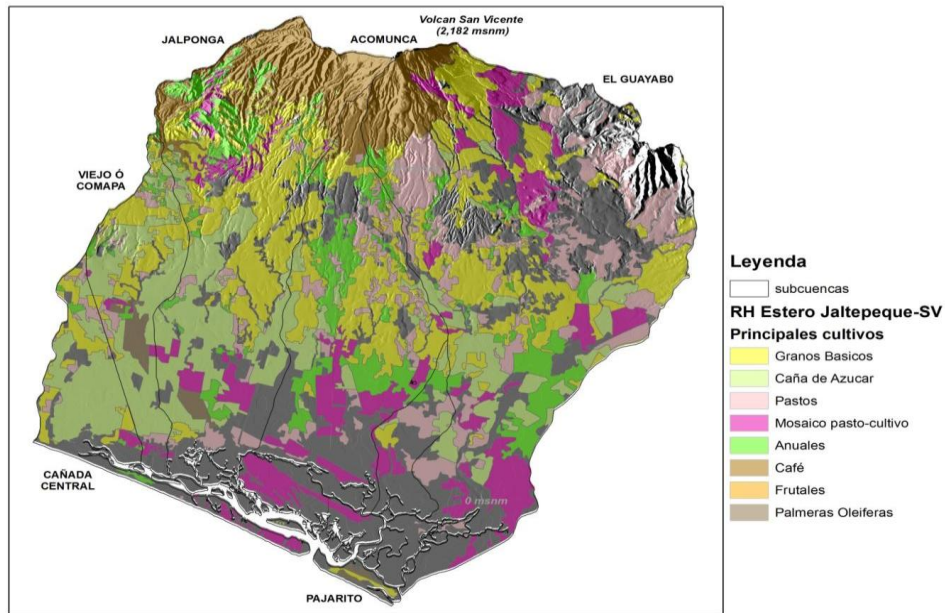 Volcan San Vicente
(2,182 msnm)
JALPONGA
ACOMUNCA
EL GUAYAB0
VIEJO Ó
COMAPA
Leyenda
subcuencas
RH Estero Jaltepeque-SV
Principales cultivos
Granos Basicos
Caña de Azucar
Pastos
Mosaico pasto-cultivo
Anuales
Café
Frutales
Palmeras Oleiferas
CAÑADA
CENTRAL
0 msnm
PAJARITO